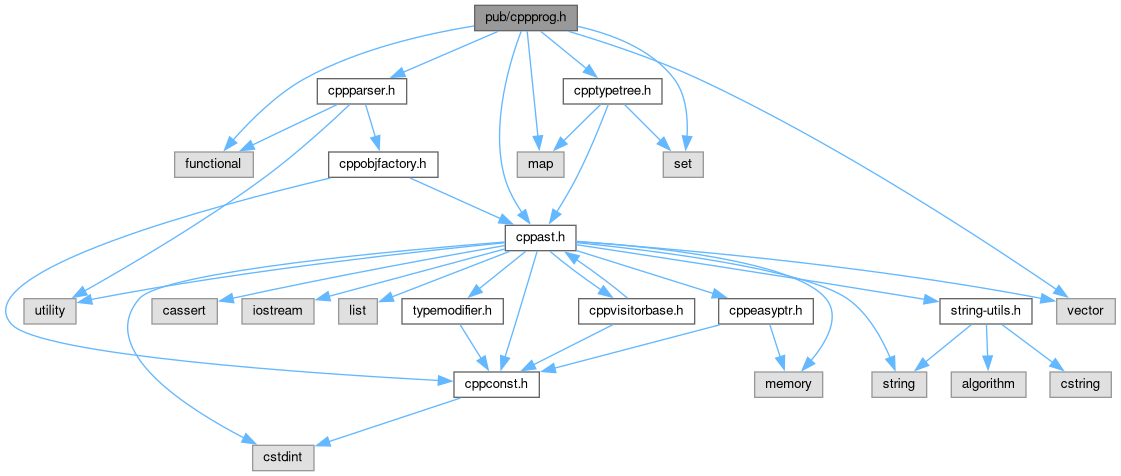 pub/cppprog.h
cppparser.h
cpptypetree.h
functional
cppobjfactory.h
map
set
cppast.h
utility
cassert
iostream
list
typemodifier.h
cppvisitorbase.h
cppeasyptr.h
string-utils.h
vector
cppconst.h
memory
string
algorithm
cstring
cstdint